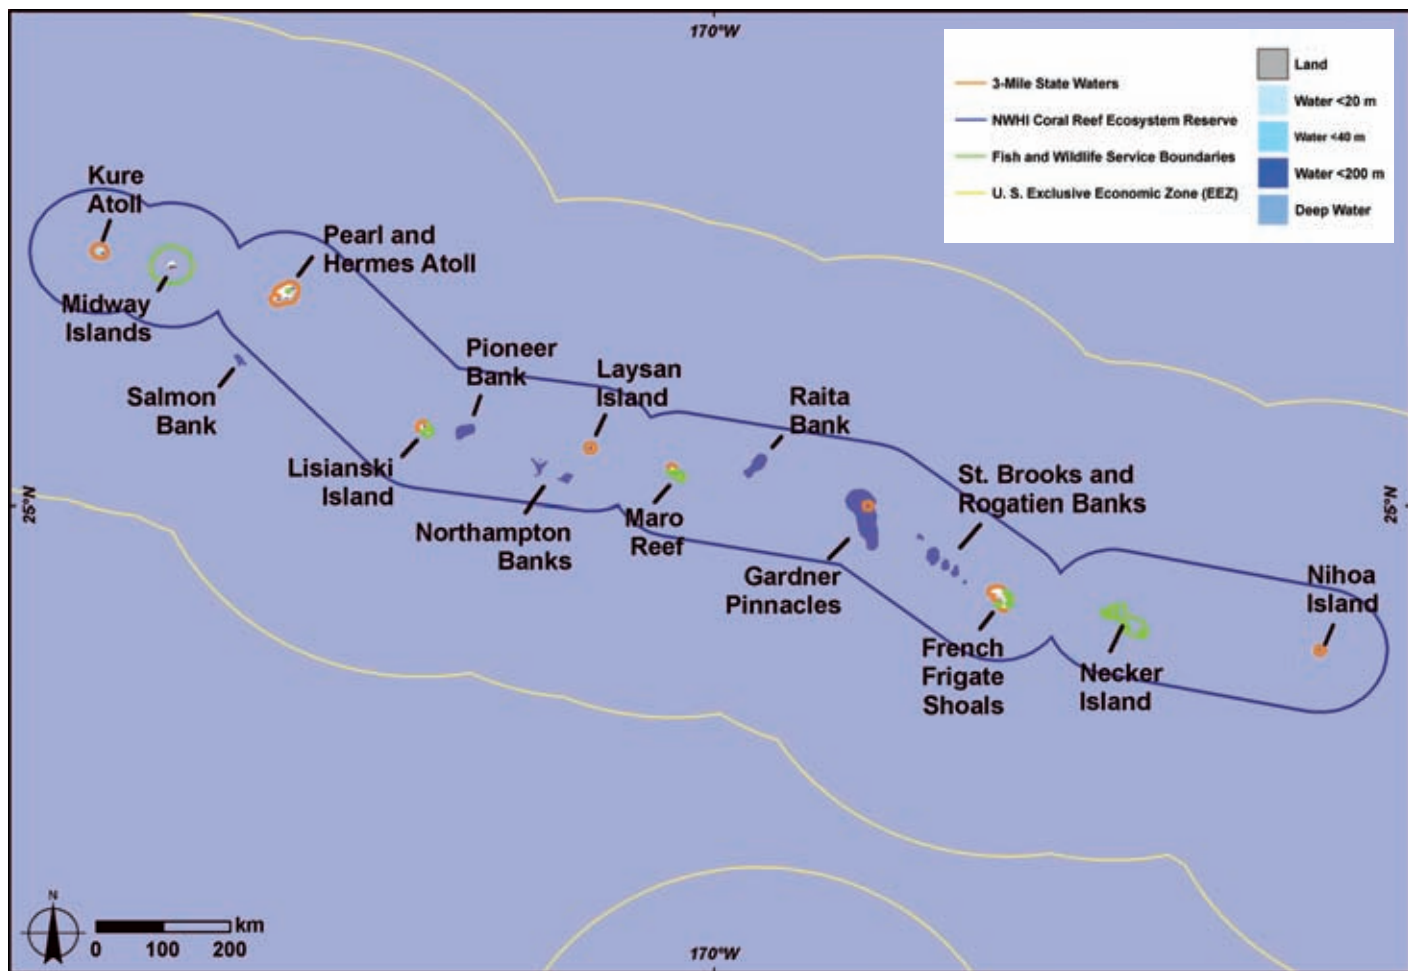 170°W
3-Mile State Waters
NWHI Coral Reef Ecosystem Reserve
Fish and Wildlife Service Boundaries
U. S. Exclusive Economic Zone (EEZ)
Land
Water <20 m
Water <40 m
Water <200 m
Deep Water
Kure
Atoll
Pearl and
Hermes Atoll
Midway
Islands
Salmon
Bank
Pioneer
Bank
Laysan
Island
Raita
Bank
Lisianski
Island
Northampton
Banks
Maro
Reef
St. Brooks and
Rogatien Banks
Gardner
Pinnacles
Nihoa
Island
French
Frigate
Shoals
Necker
Island
25°N
25°N
N
km
0 100 200
170°W